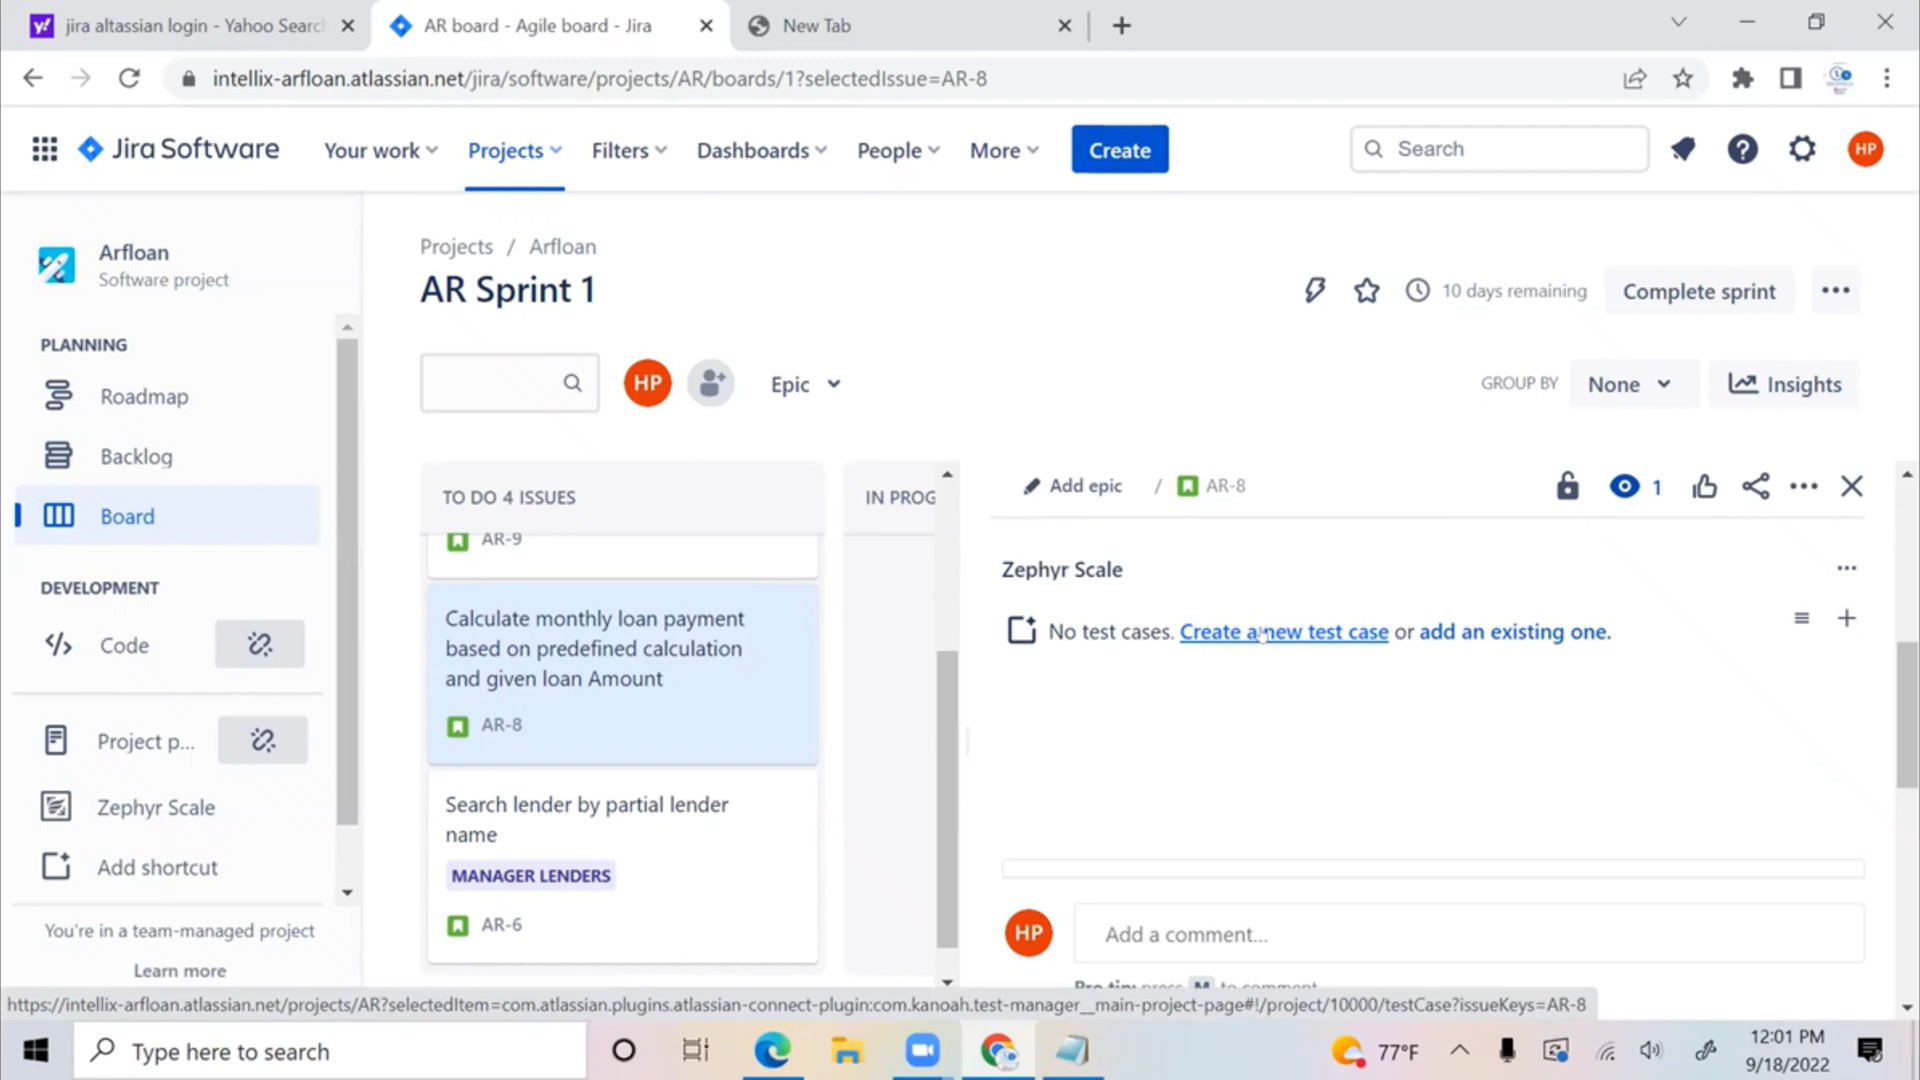 jira altassian login - Yahoo Searc
AR board - Agile board - Jira
New Tab
intellix-arfloan.atlassian.net/jira/software/projects/AR/boards/1?selectedIssue=AR-8
Jira Software
Your work
Projects
Filters
Dashboards
People
More
Create
Search
HP
Arfloan
Software project
PLANNING
Roadmap
Backlog
Board
DEVELOPMENT
Code
Project p...
Zephyr Scale
Add shortcut
You're in a team-managed project
Learn more
Projects / Arfloan
AR Sprint 1
10 days remaining
Complete sprint
HP
Epic
GROUP BY
None
Insights
TO DO 4 ISSUES
AR-9
Calculate monthly loan payment
based on predefined calculation
and given loan Amount
AR-8
Search lender by partial lender
name
MANAGER LENDERS
AR-6
IN PROG
Add epic / AR-8
1
Zephyr Scale
No test cases. Create a new test case or add an existing one.
HP
Add a comment...
Pro tip: press M to comment
https://intellix-arfloan.atlassian.net/projects/AR?selectedItem=com.atlassian.plugins.atlassian-connect-plugin:com.kanoah.test-manager__main-project-page#!/project/10000/testCase?issueKeys=AR-8
Type here to search
77°F
12:01 PM
9/18/2022